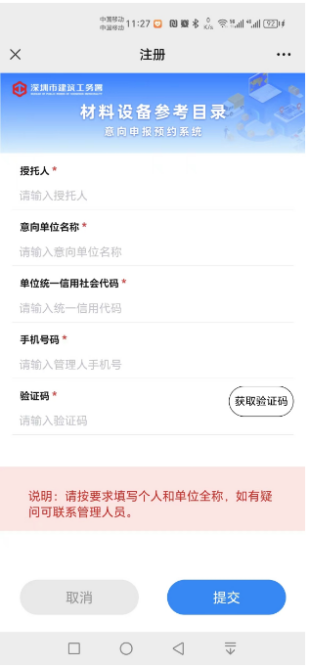 中国移动
中国移动 11:27 92
注册
深圳市建筑工务署
材料设备参考目录
意向申报预约系统
授托人 *
请输入授托人
意向单位名称 *
请输入意向单位名称
单位统一信用社会代码 *
请输入统一信用代码
手机号码 *
请输入管理人手机号
验证码 *
获取验证码
请输入验证码
说明：请按要求填写个人和单位全称，如有疑
问可联系管理人员。
取消 提交